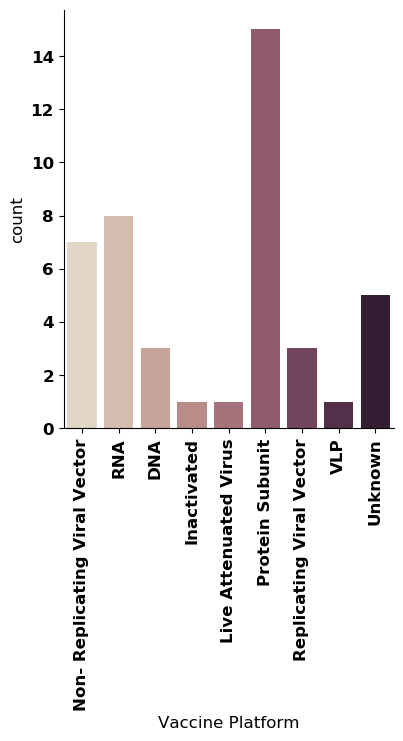 14
12
10
8
6
4
2
0
count
Non- Replicating Viral Vector
RNA
DNA
Inactivated
Live Attenuated Virus
Protein Subunit
Replicating Viral Vector
VLP
Unknown
Vaccine Platform